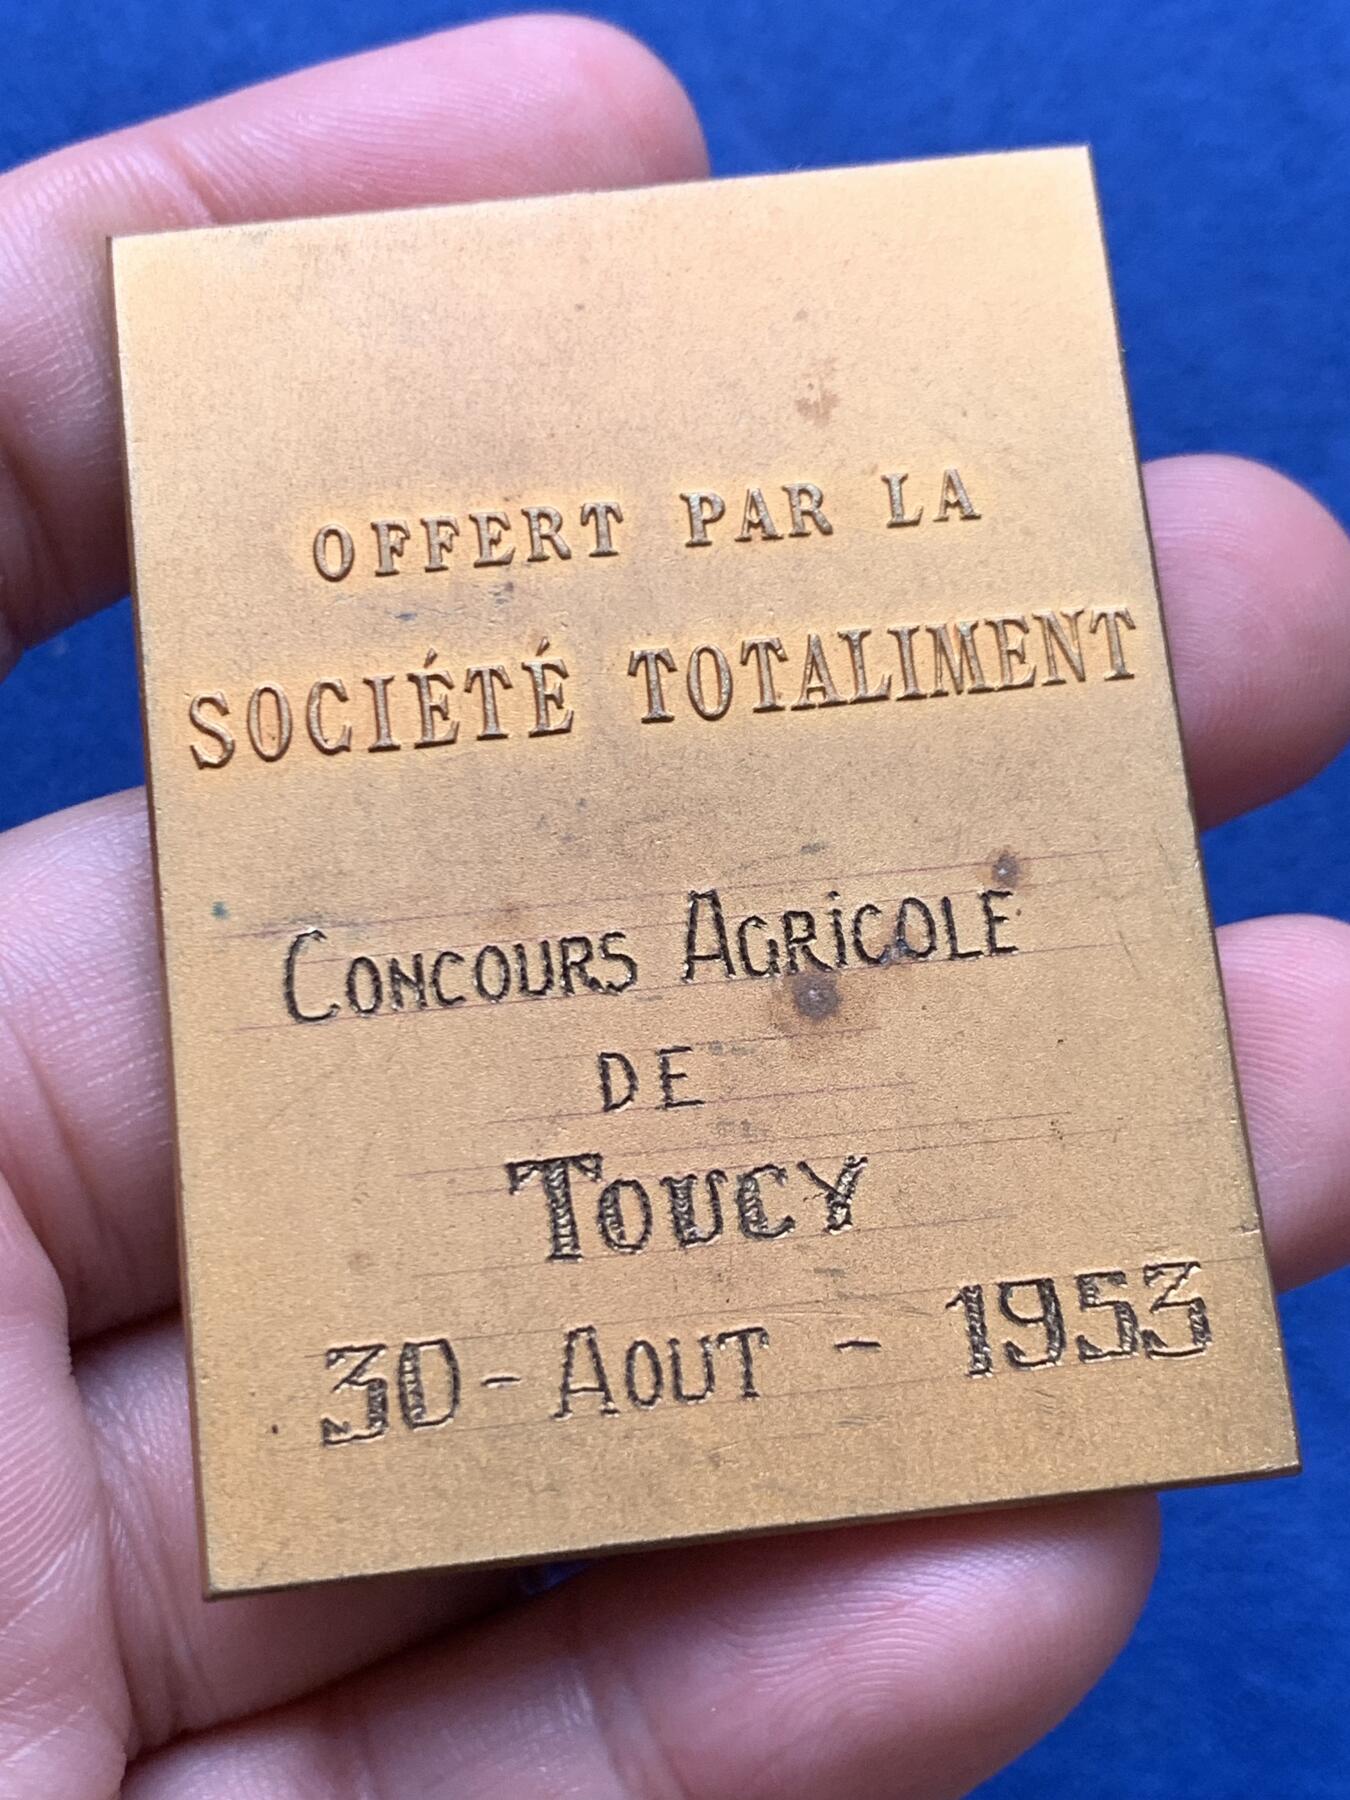 OFFERT PAR LA
SOCIÉTÉ TOTALIMENT
CONCOURS AGRiCOLE
DE
TOUCY
30 - AOUT - 1953